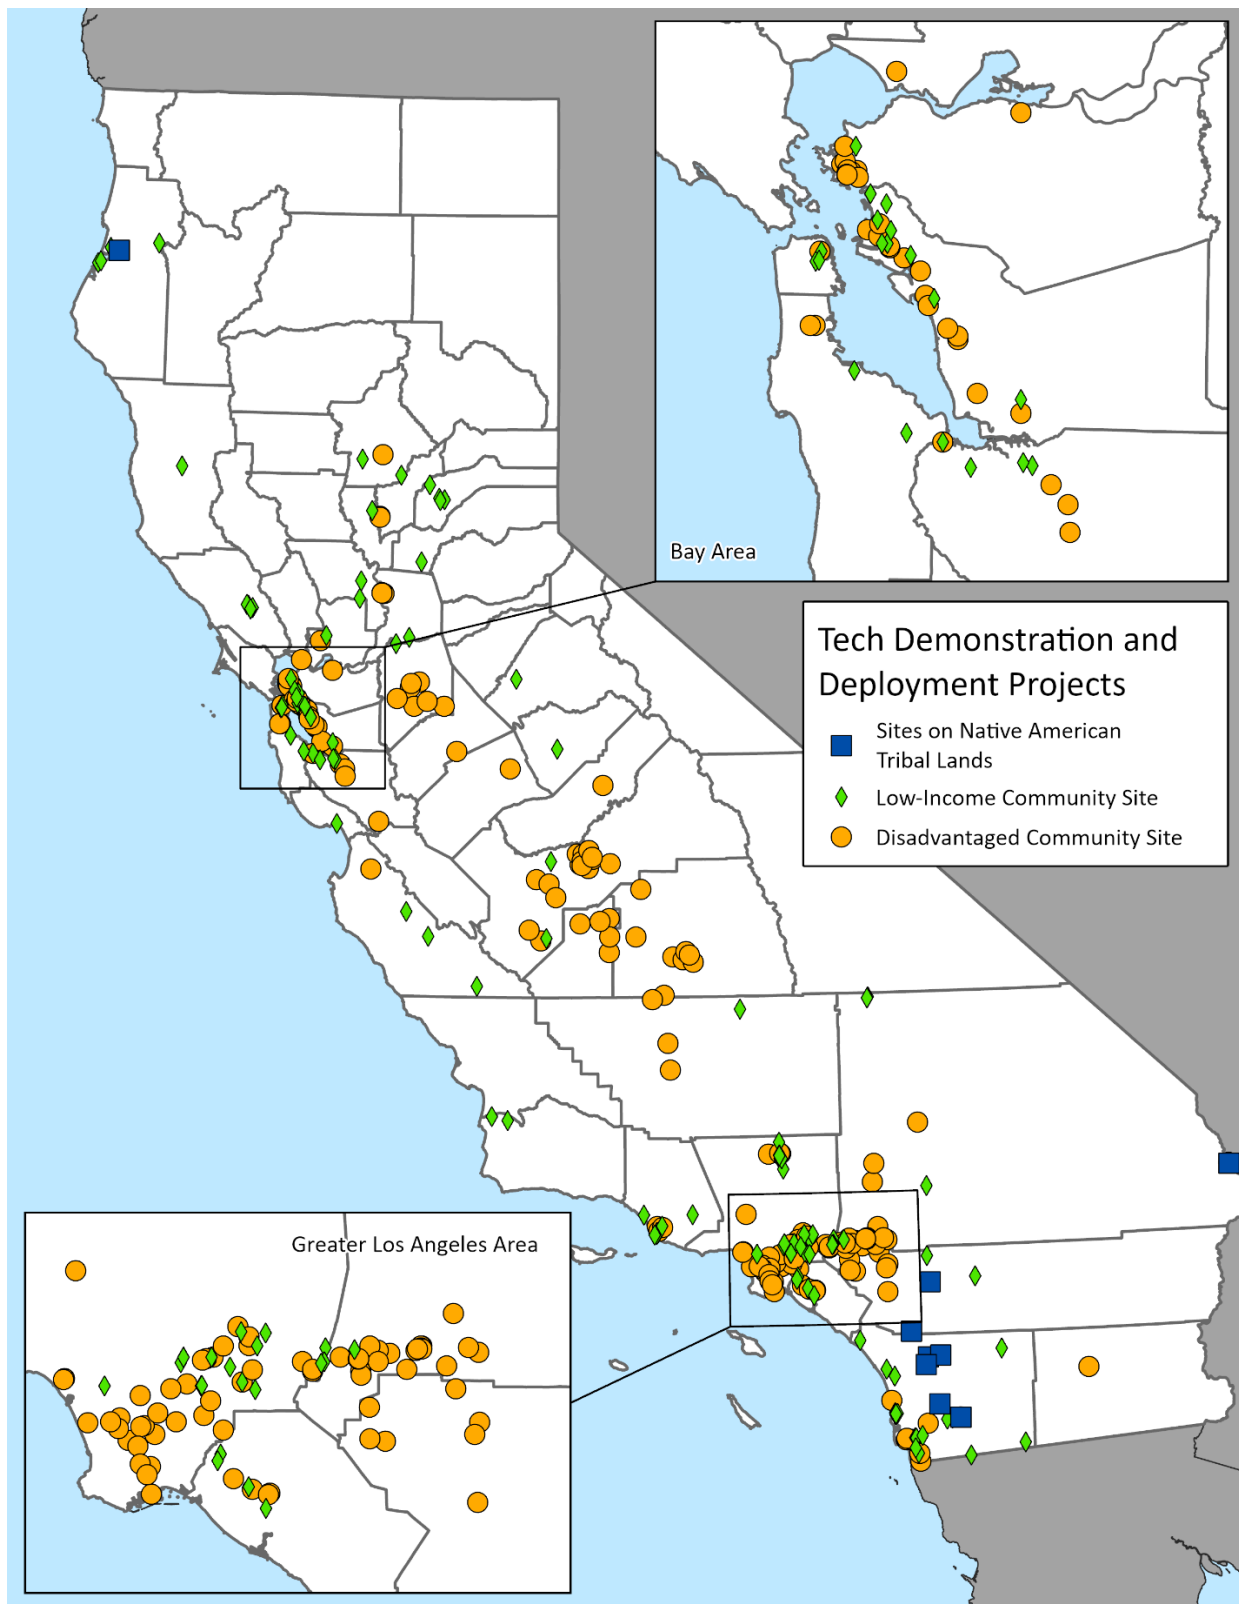 Bay Area
Tech Demonstration and
Deployment Projects
Sites on Native American
Tribal Lands
Low-Income Community Site
Disadvantaged Community Site
Greater Los Angeles Area